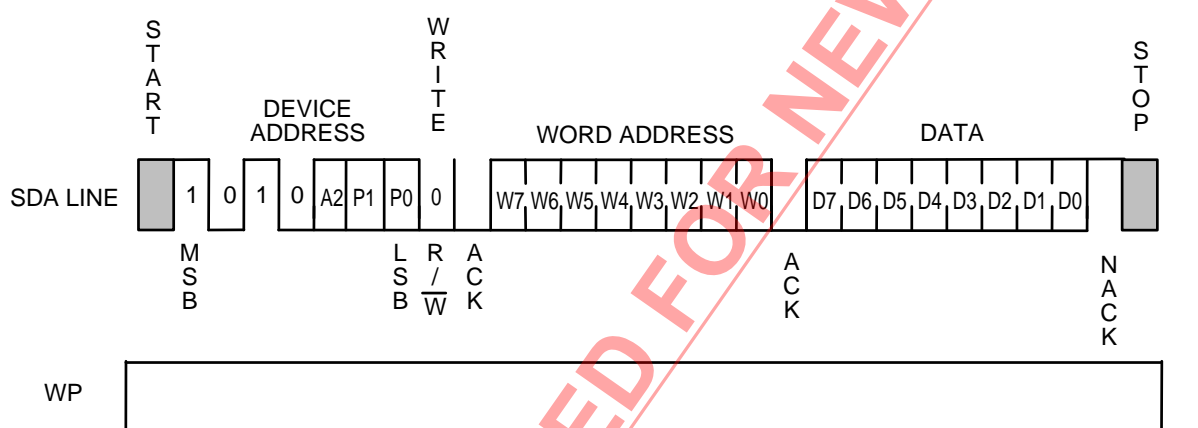 START
WRITE
STOP
DEVICE
ADDRESS
WORD ADDRESS
DATA
SDA LINE
1 0 1 0 A2 P1 P0 0 W7 W6 W5 W4 W3 W2 W1 W0 D7 D6 D5 D4 D3 D2 D1 D0
MSB
LSB
R/W
ACK
ACK
NACK
WP
ED FOR NEW